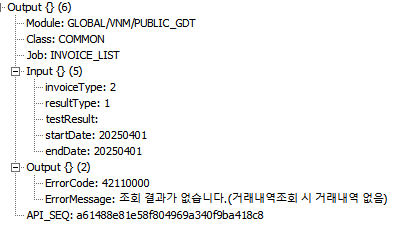 Output {} (6)
Module: GLOBAL/VNM/PUBLIC_GDT
Class: COMMON
Job: INVOICE_LIST
Input {} (5)
invoiceType: 2
resultType: 1
testResult:
startDate: 20250401
endDate: 20250401
Output {} (2)
ErrorCode: 42110000
ErrorMessage: 조회 결과가 없습니다.(거래내역조회 시 거래내역 없음)
API_SEQ: a61488e81e58f804969a340f9ba418c8